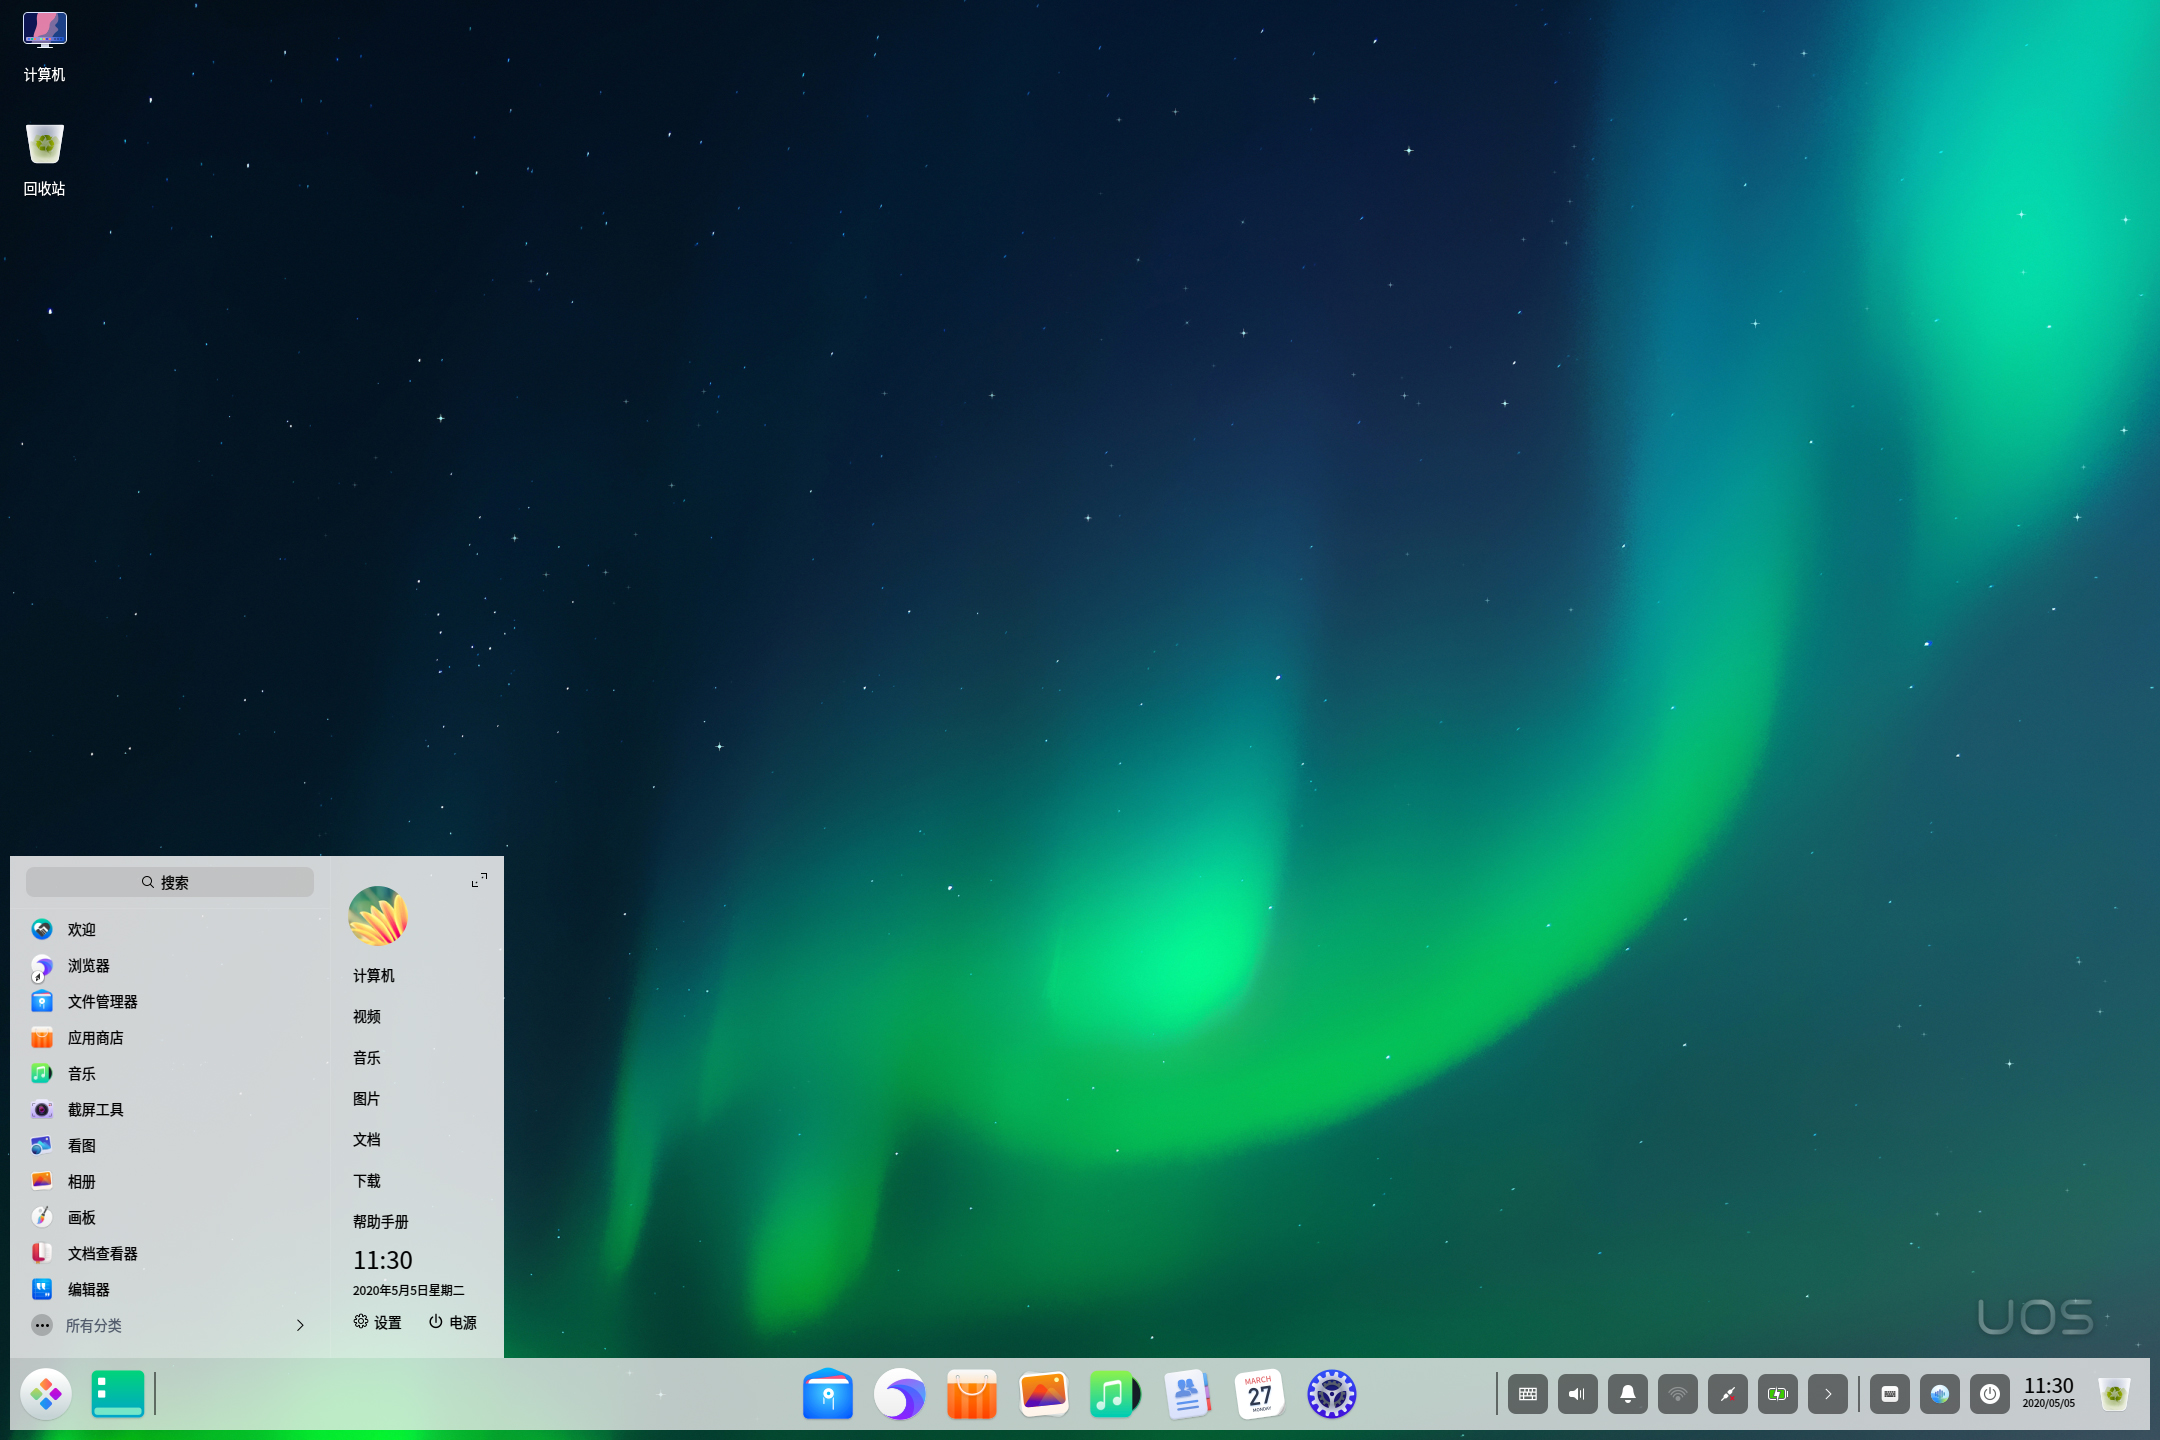 计算机
回收站
搜索
欢迎
浏览器
文件管理器
应用商店
音乐
截屏工具
看图
相册
画板
文档查看器
编辑器
所有分类
计算机
视频
音乐
图片
文档
下载
帮助手册
11:30
2020年5月5日星期二
设置 电源
UOS
MARCH
27
MONDAY
11:30
2020/05/05